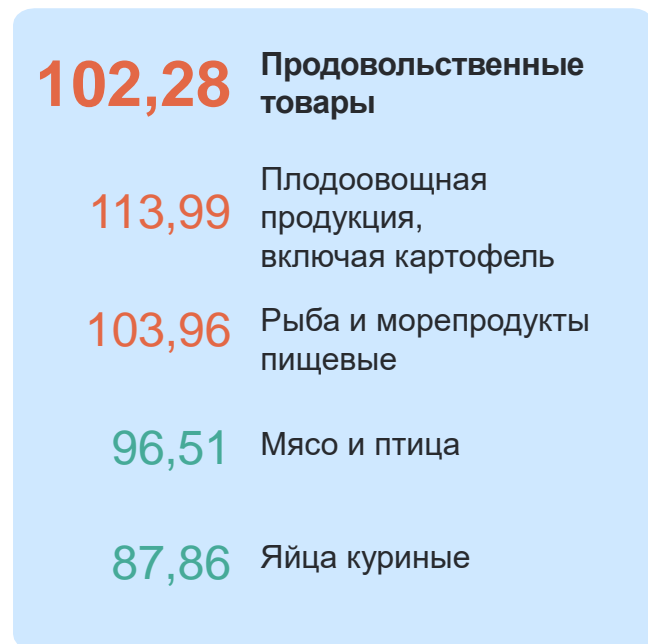 102,28 Продовольственные
товары
113,99 Плодоовощная
продукция,
включая картофель
103,96 Рыба и морепродукты
пищевые
96,51 Мясо и птица
87,86 Яйца куриные